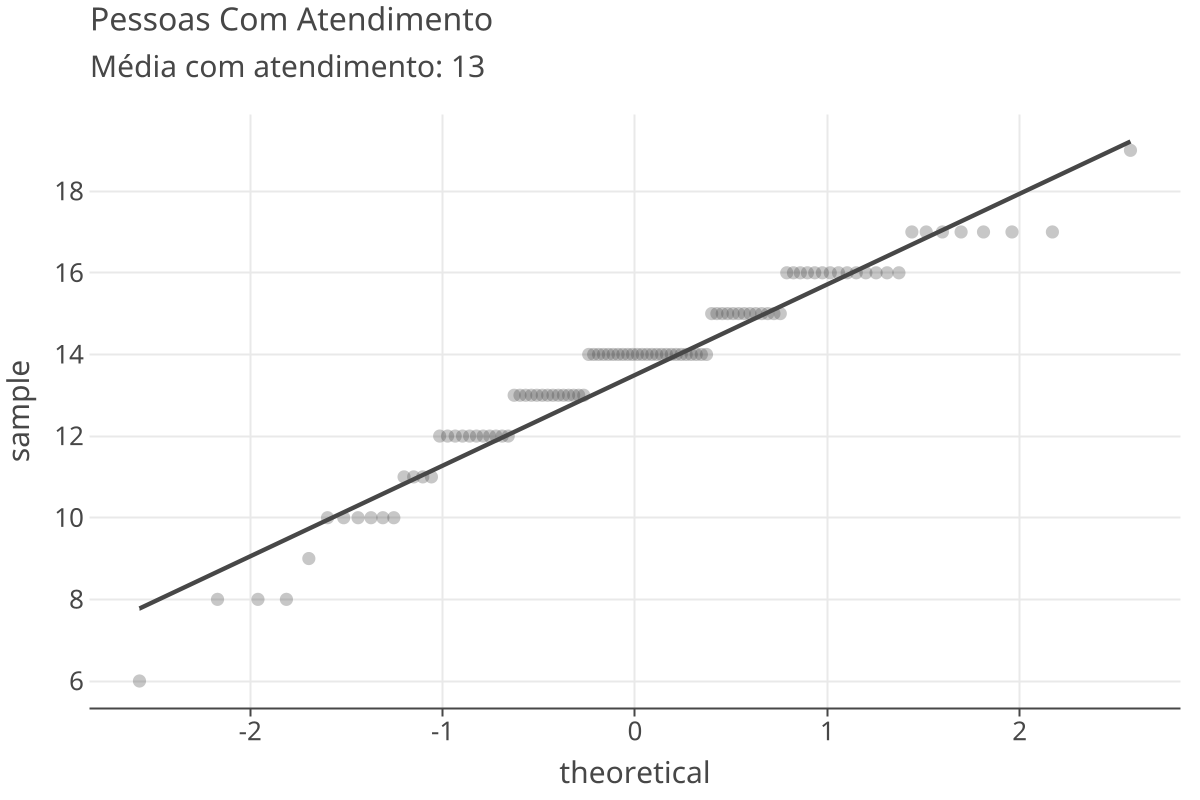 Pessoas Com Atendimento
Média com atendimento: 13
18
16
14
12
10
8
6
sample
-2 -1 0 1 2
theoretical